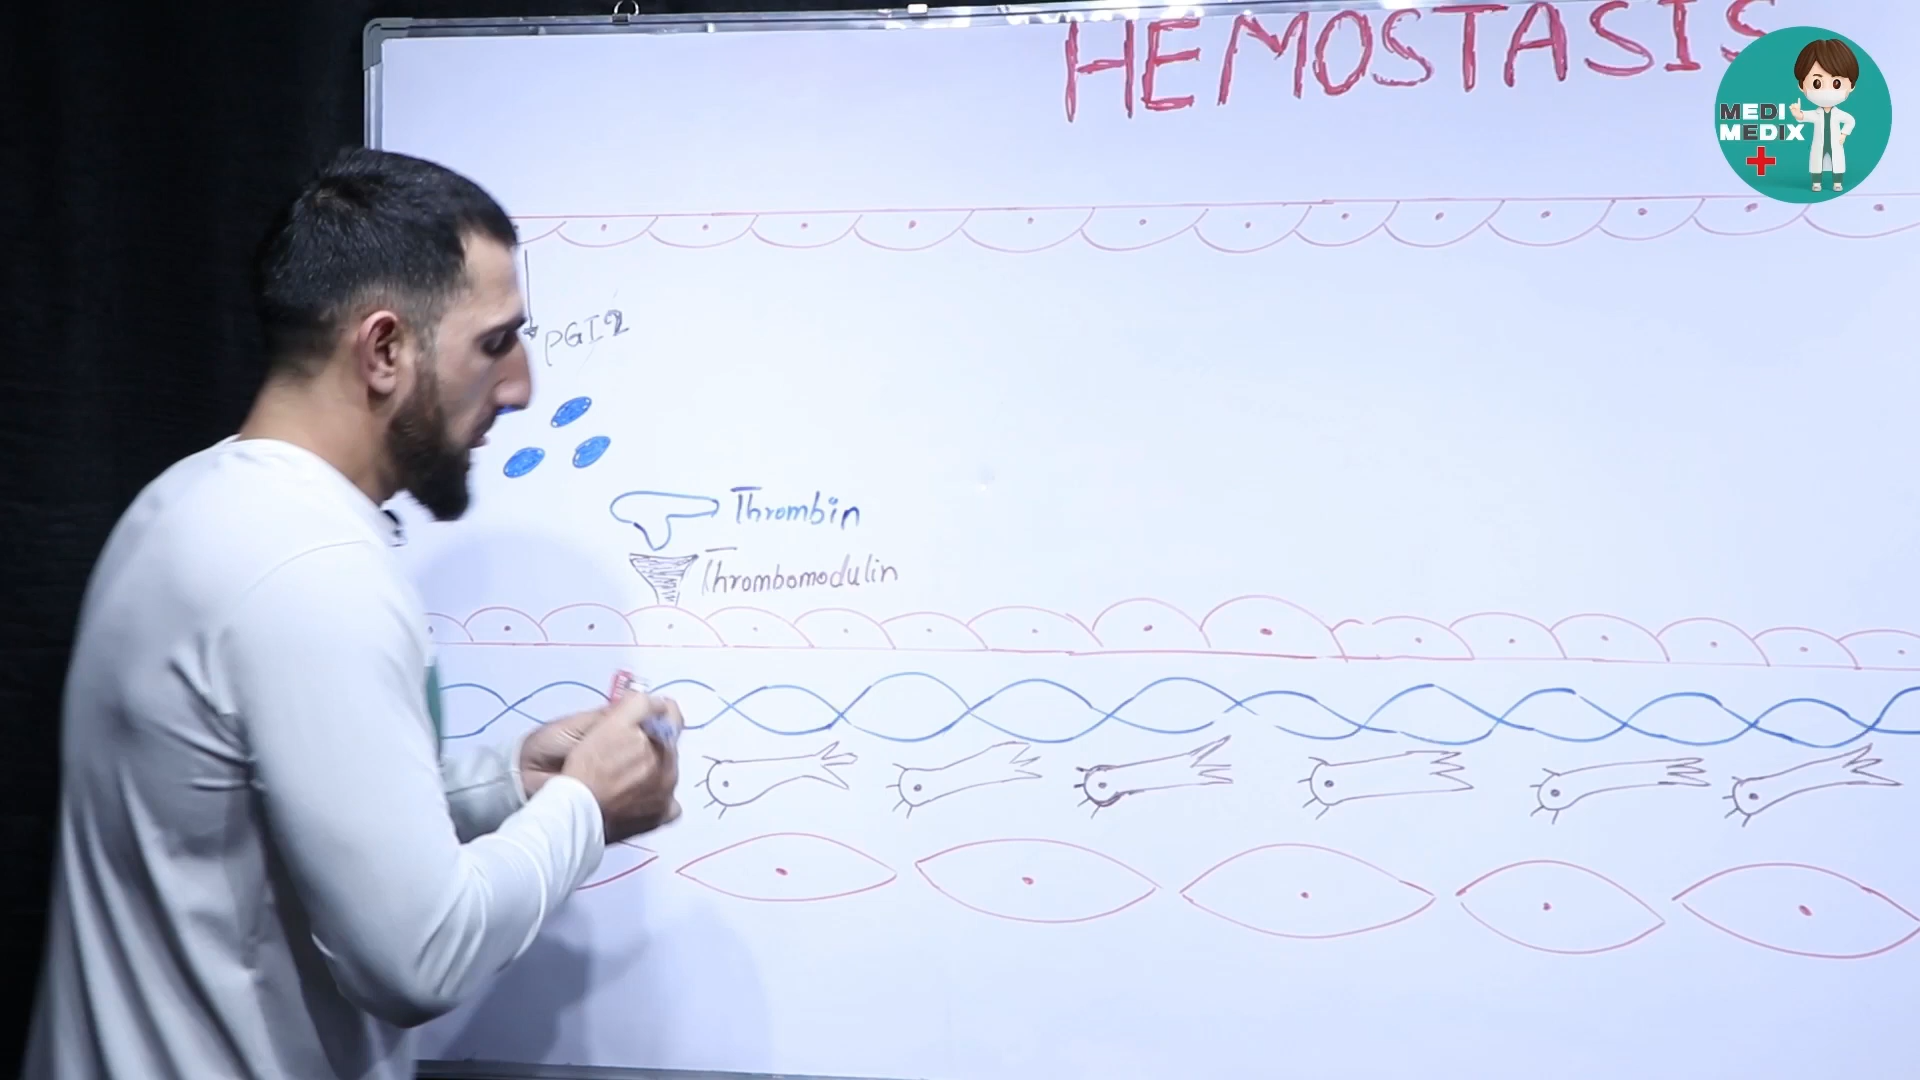 HEMOSTASIS
MEDI
MEDIX
PGI2
Thrombin
Thrombomodulin